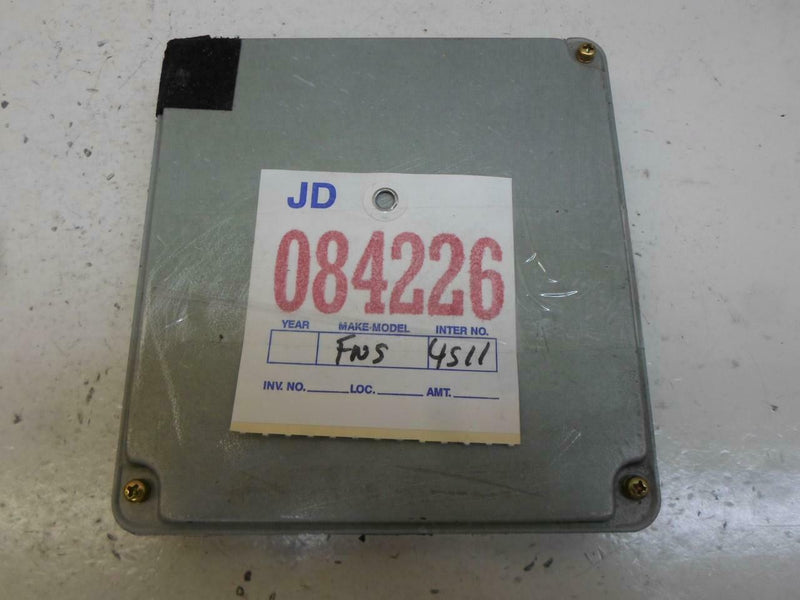 JD
084226
YEAR MAKE-MODEL INTER NO.
FNS 4511
INV. NO. LOC. AMT.